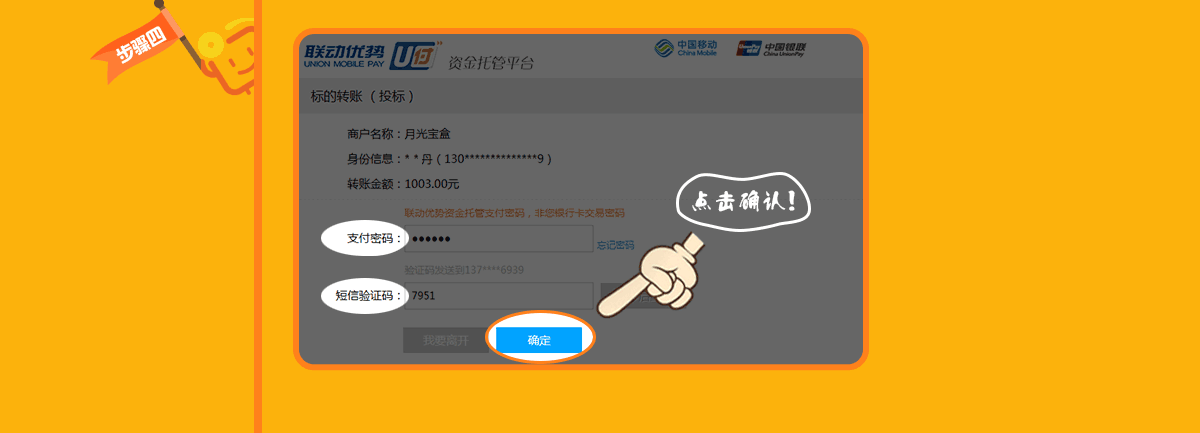 步骤四
联动优势 U付
UNION MOBILE PAY
资金托管平台
中国移动
China Mobile
中国银联
China UnionPay
标的转账 （投标）
商户名称：月光宝盒
身份信息：* * 丹 ( 130**************9 )
转账金额：1003.00元
联动优势资金托管支付密码，非您银行卡交易密码
支付密码： ●●●●●●
忘记密码
验证码发送到137****6939
短信验证码： 7951
点击确认！
我要离开
确定